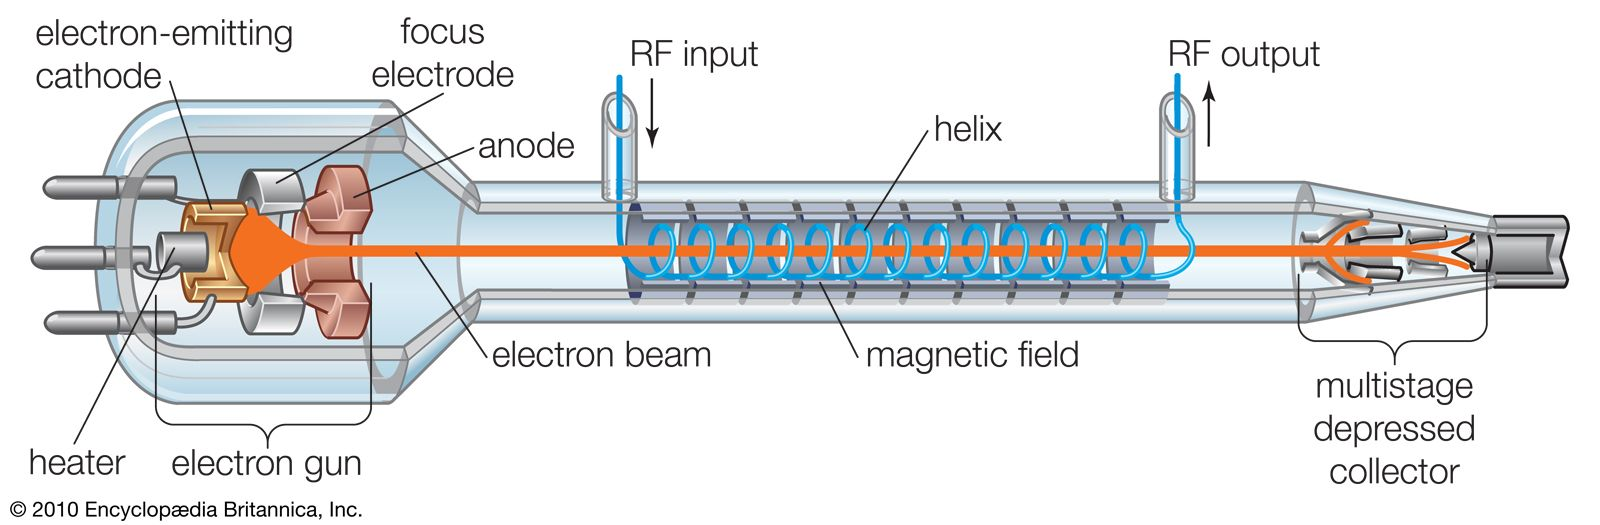 electron-emitting
cathode
focus
electrode
anode
RF input
helix
RF output
electron beam
magnetic field
multistage
depressed
collector
heater
electron gun
© 2010 Encyclopædia Britannica, Inc.